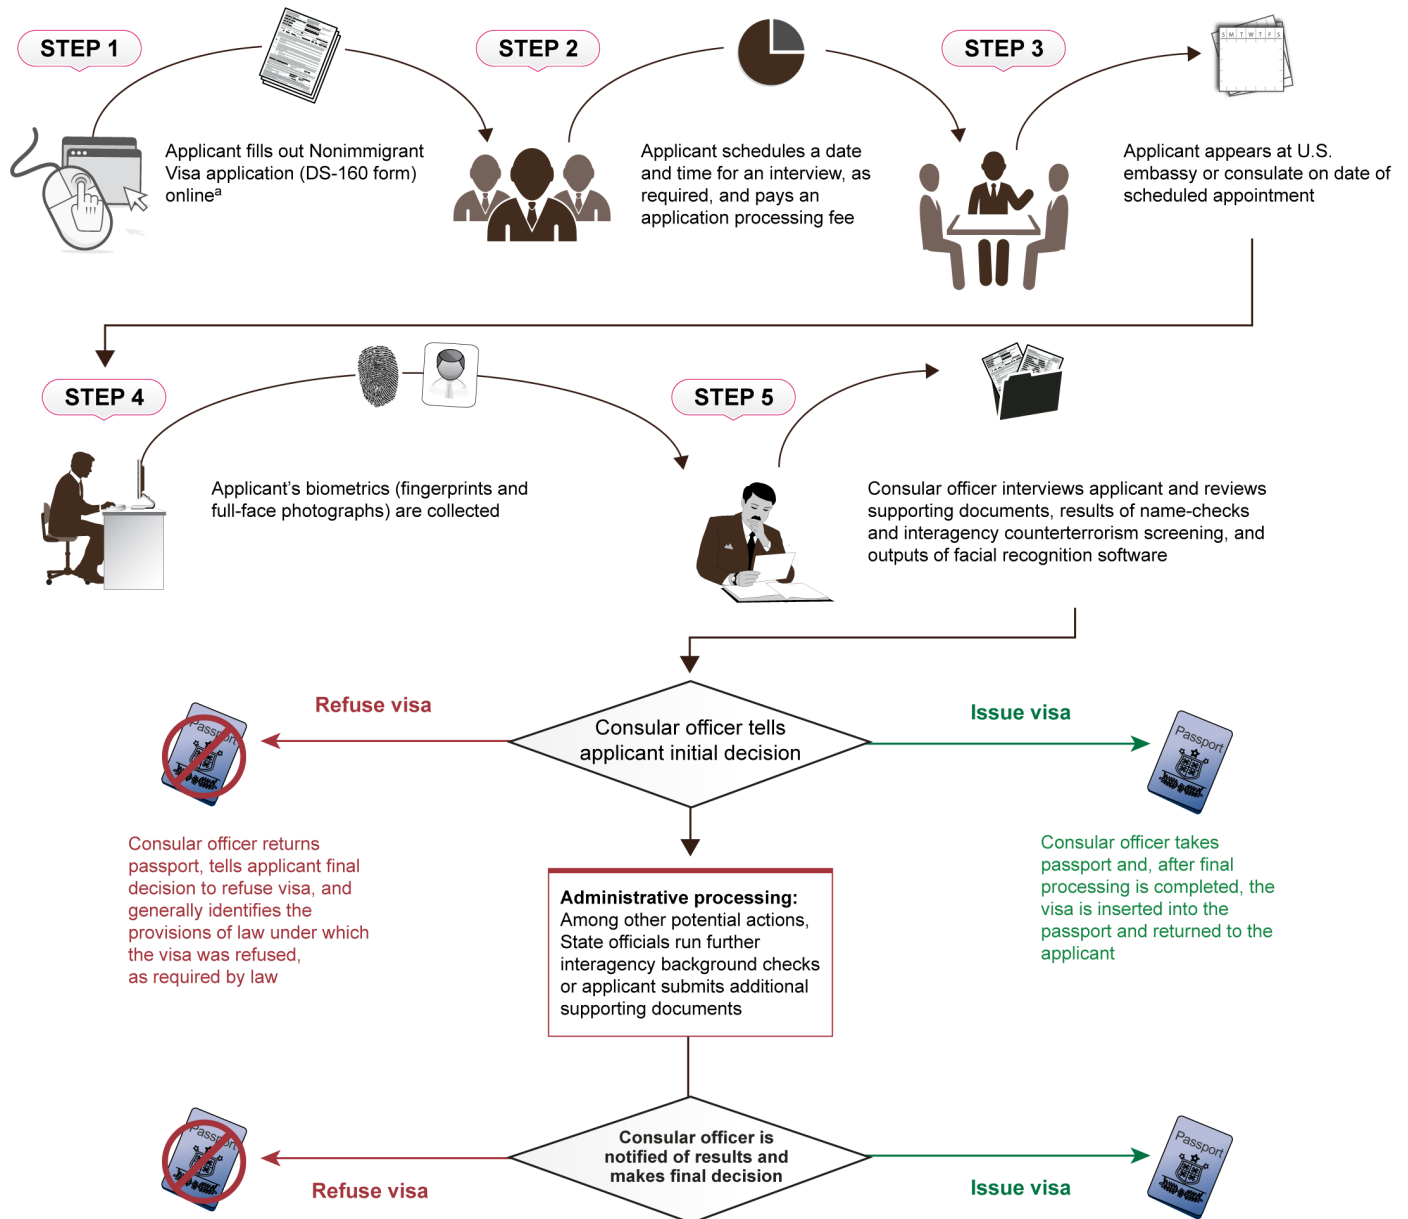 STEP 1
STEP 2
STEP 3
S M T W T F S
Applicant fills out Nonimmigrant
Visa application (DS-160 form)
onlineᵃ
Applicant schedules a date
and time for an interview, as
required, and pays an
application processing fee
Applicant appears at U.S.
embassy or consulate on date of
scheduled appointment
STEP 4
STEP 5
Applicant’s biometrics (fingerprints and
full-face photographs) are collected
Consular officer interviews applicant and reviews
supporting documents, results of name-checks
and interagency counterterrorism screening, and
outputs of facial recognition software
Refuse visa
Consular officer tells
applicant initial decision
Issue visa
Passport
Passport
Consular officer returns
passport, tells applicant final
decision to refuse visa, and
generally identifies the
provisions of law under which
the visa was refused,
as required by law
Consular officer takes
passport and, after final
processing is completed, the
visa is inserted into the
passport and returned to the
applicant
Administrative processing:
Among other potential actions,
State officials run further
interagency background checks
or applicant submits additional
supporting documents
Passport
Refuse visa
Consular officer is
notified of results and
makes final decision
Issue visa
Passport